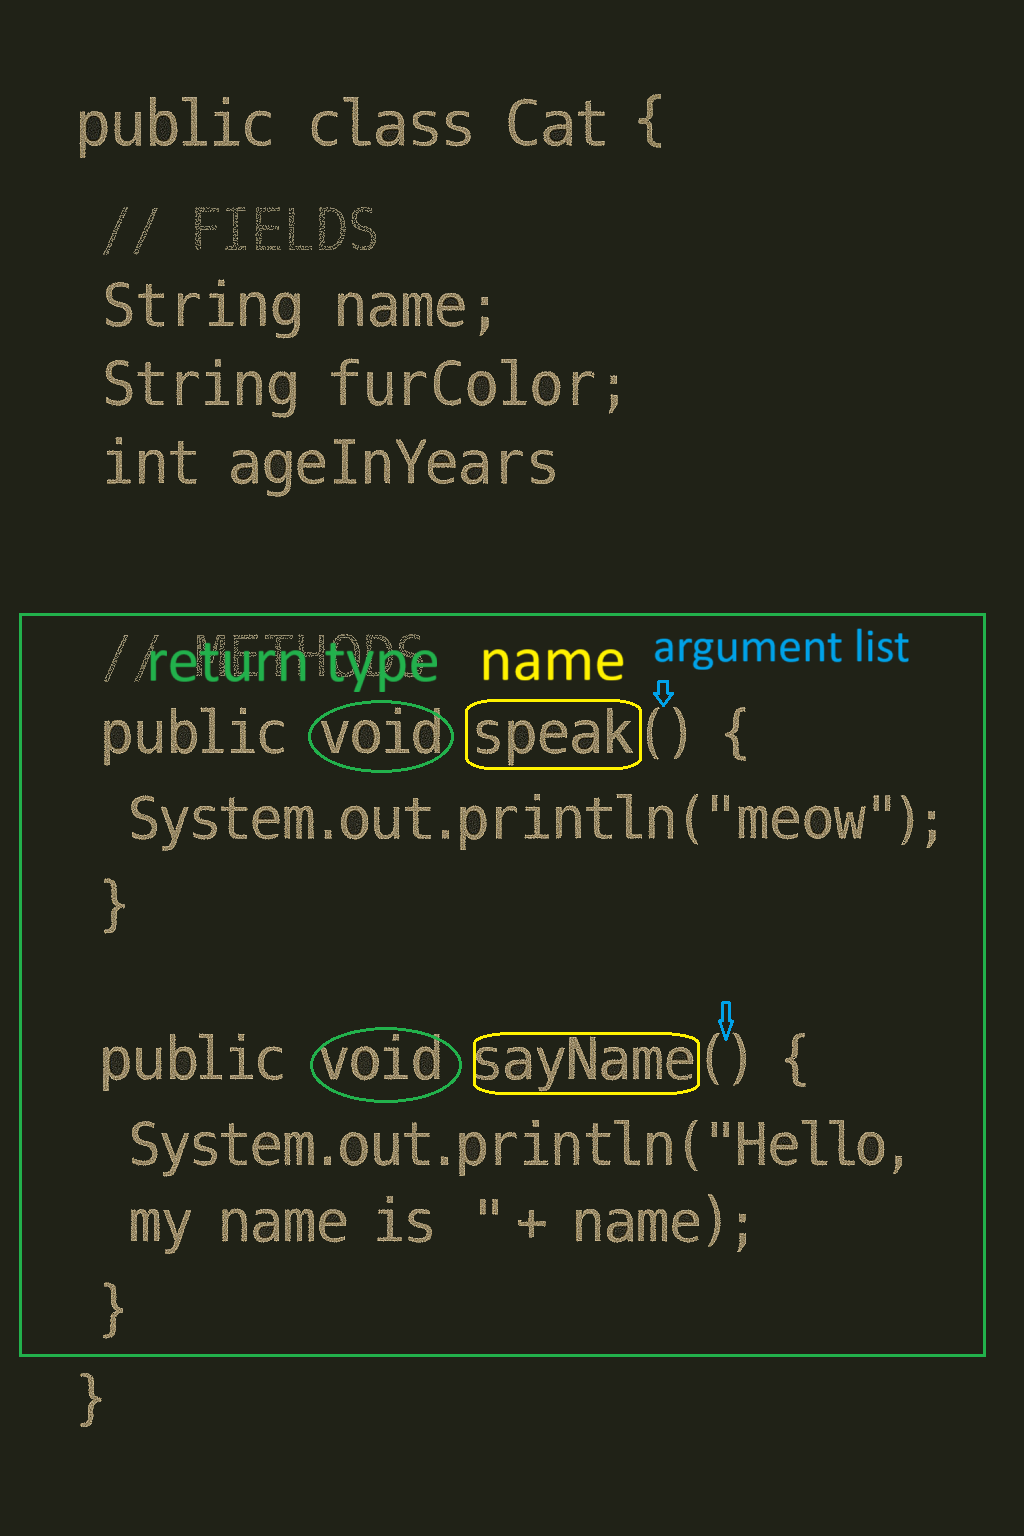 public class Cat {
// FIELDS
String name;
String furColor;
int ageInYears
// METHODS
return type name argument list
public void speak() {
System.out.println("meow");
}
public void sayName() {
System.out.println("Hello,
my name is "+ name);
}
}